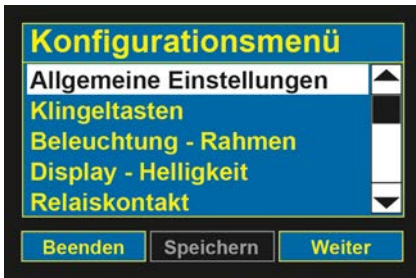 Konfigurationsmenü
Allgemeine Einstellungen
Klingeltasten
Beleuchtung - Rahmen
Display - Helligkeit
Relaiskontakt
Beenden Speichern Weiter